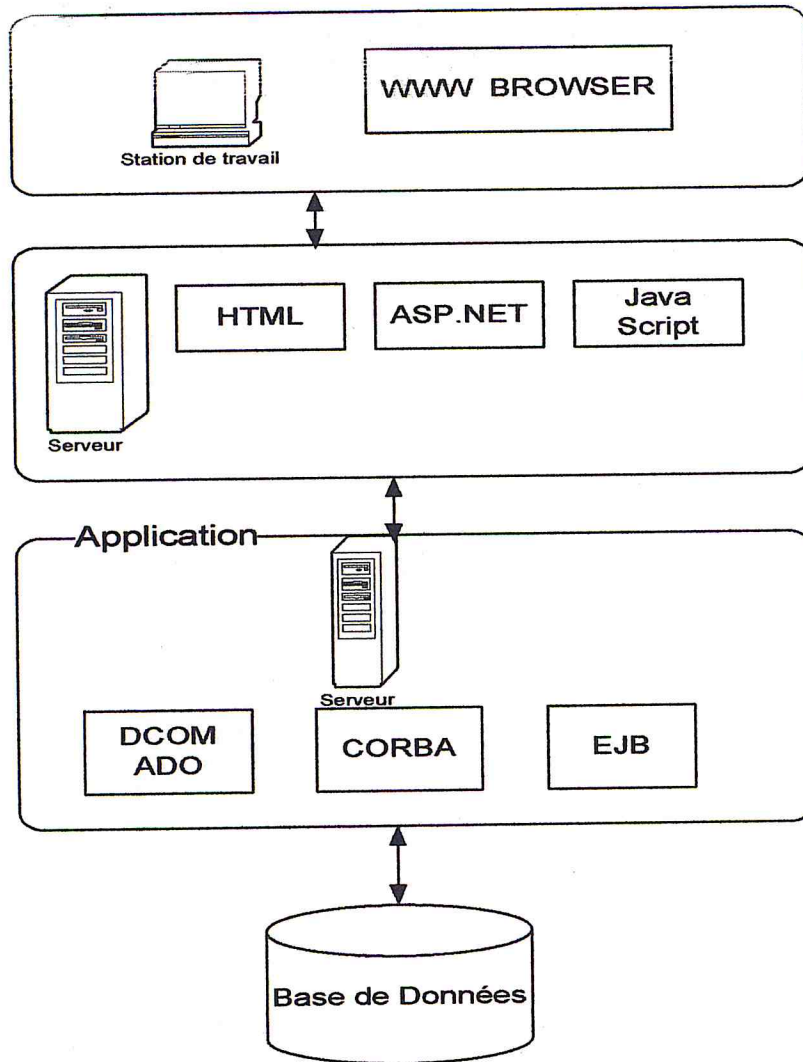 WWW BROWSER
Station de travail
HTML
ASP.NET
Java
Script
Serveur
Application
Serveur
DCOM
ADO
CORBA
EJB
Base de Données